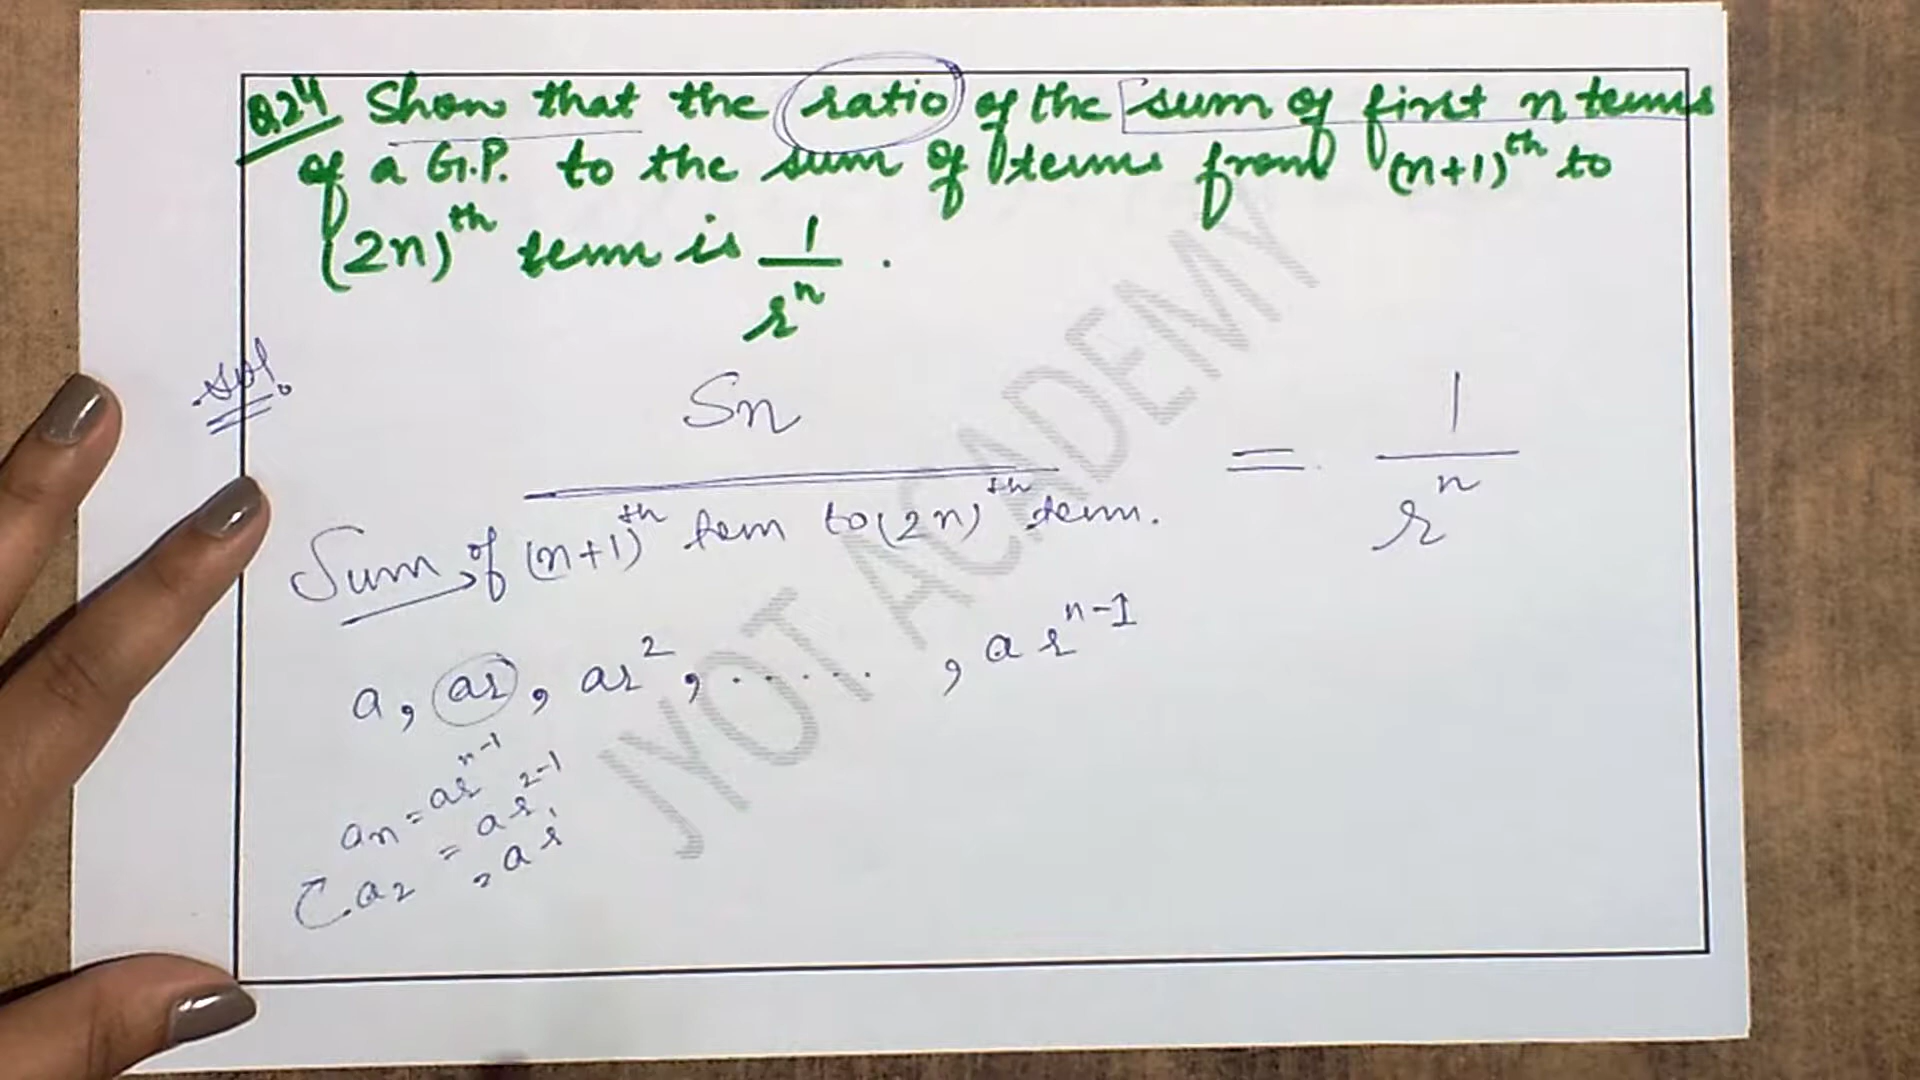 Q.24 Show that the ratio of the sum of first n terms
of a G.P. to the sum of terms from (n+1)^th to
(2n)^th term is 1/r^n .
Sol.
Sn / Sum of (n+1)^th term to (2n)^th term. = 1/r^n
a, ar, ar^2, ..... , ar^n-1
an = ar^n-1
a2 = ar^2-1
= ar
JYOT ACADEMY